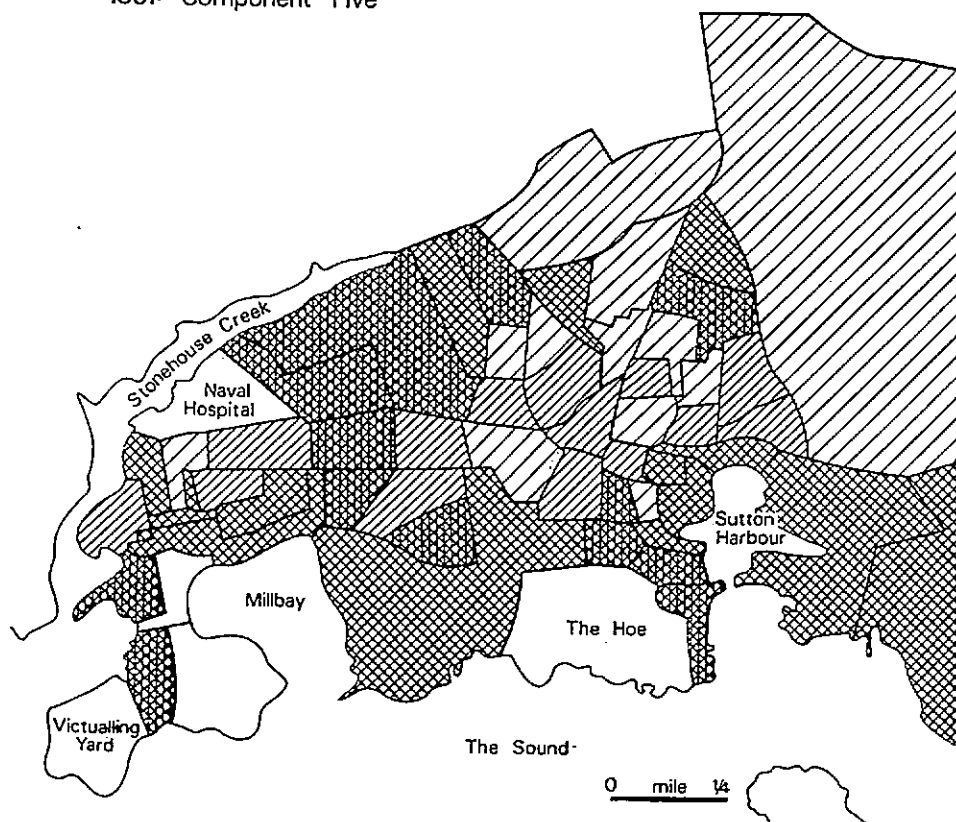 Component Five
Stonehouse Creek
Naval
Hospital
Sutton
Harbour
Millbay
The Hoe
Victualling
Yard
The Sound
0 mile ¼